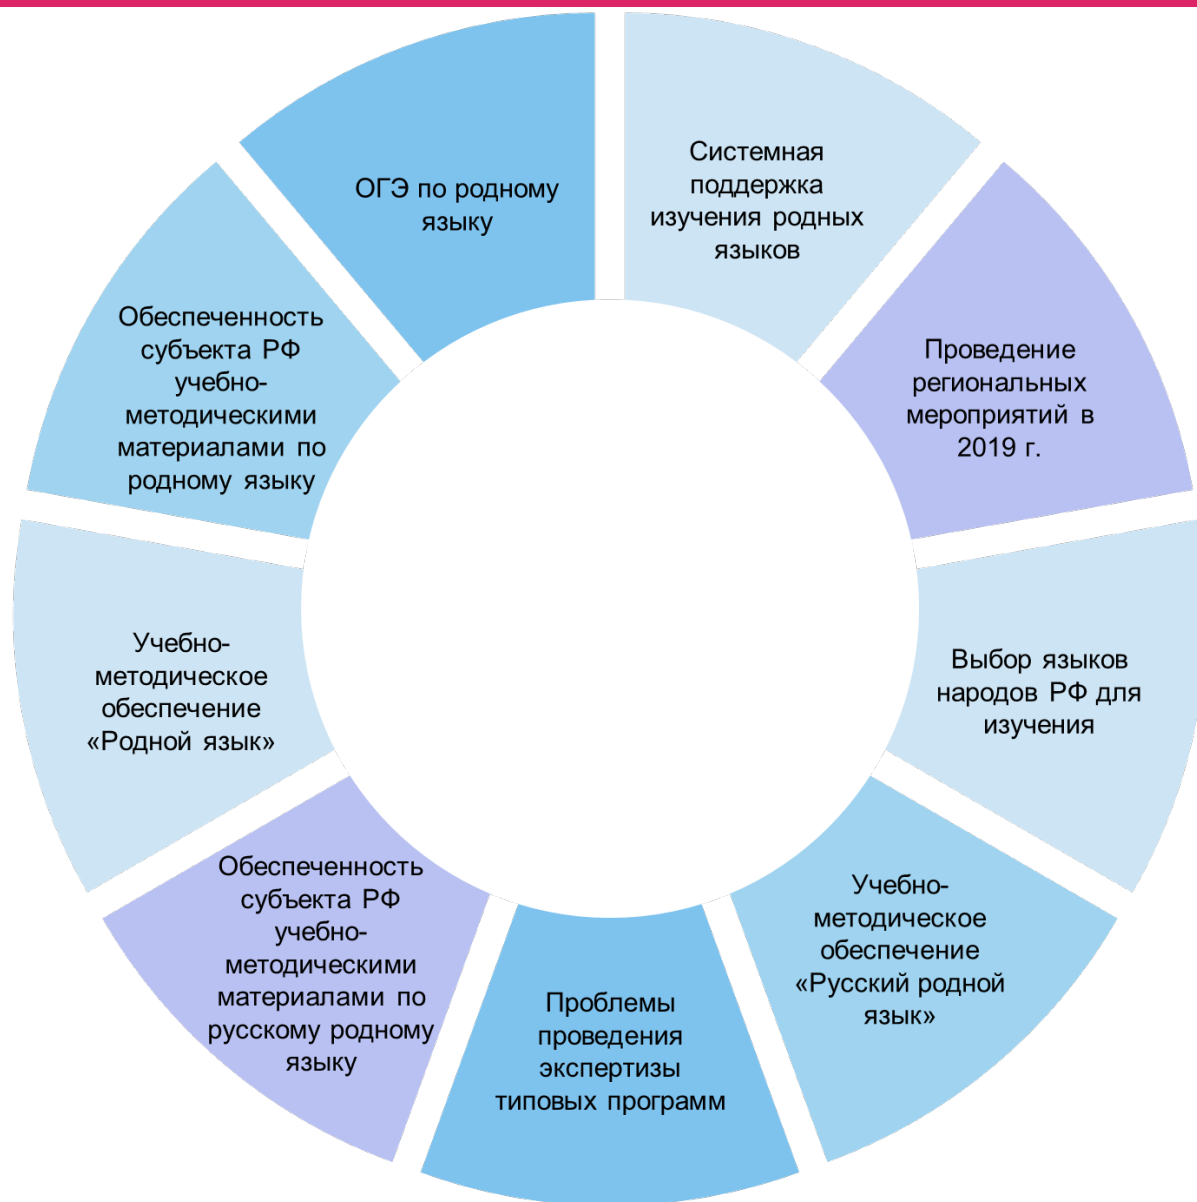 Системная
поддержка
изучения родных
языков
Проведение
региональных
мероприятий в
2019 г.
Выбор языков
народов РФ для
изучения
Учебно-
методическое
обеспечение
«Русский родной
язык»
Проблемы
проведения
экспертизы
типовых программ
Обеспеченность
субъекта РФ
учебно-
методическими
материалами по
русскому родному
языку
Учебно-
методическое
обеспечение
«Родной язык»
Обеспеченность
субъекта РФ
учебно-
методическими
материалами по
родному языку
ОГЭ по родному
языку